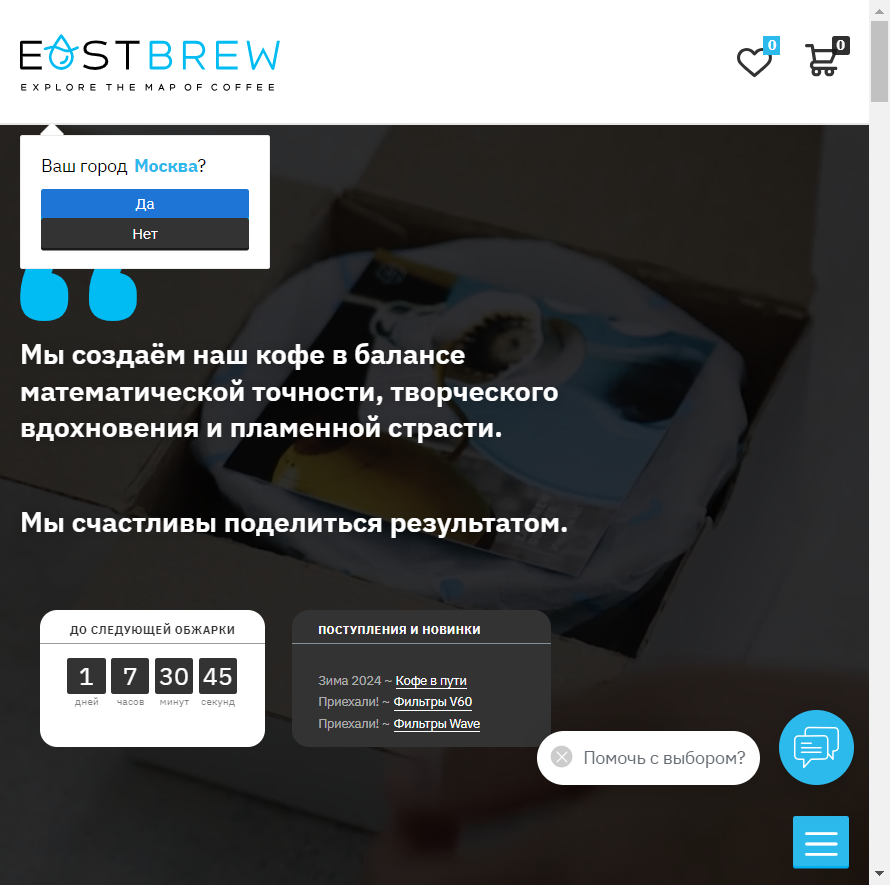 EASTBREW
EXPLORE THE MAP OF COFFEE
0
0
Ваш город Москва?
Да
Нет
Мы создаём наш кофе в балансе
математической точности, творческого
вдохновения и пламенной страсти.
Мы счастливы поделиться результатом.
ДО СЛЕДУЮЩЕЙ ОБЖАРКИ
1 7 30 45
дней часов минут секунд
ПОСТУПЛЕНИЯ И НОВИНКИ
Зима 2024 ~ Кофе в пути
Приехали! ~ Фильтры V60
Приехали! ~ Фильтры Wave
Помочь с выбором?